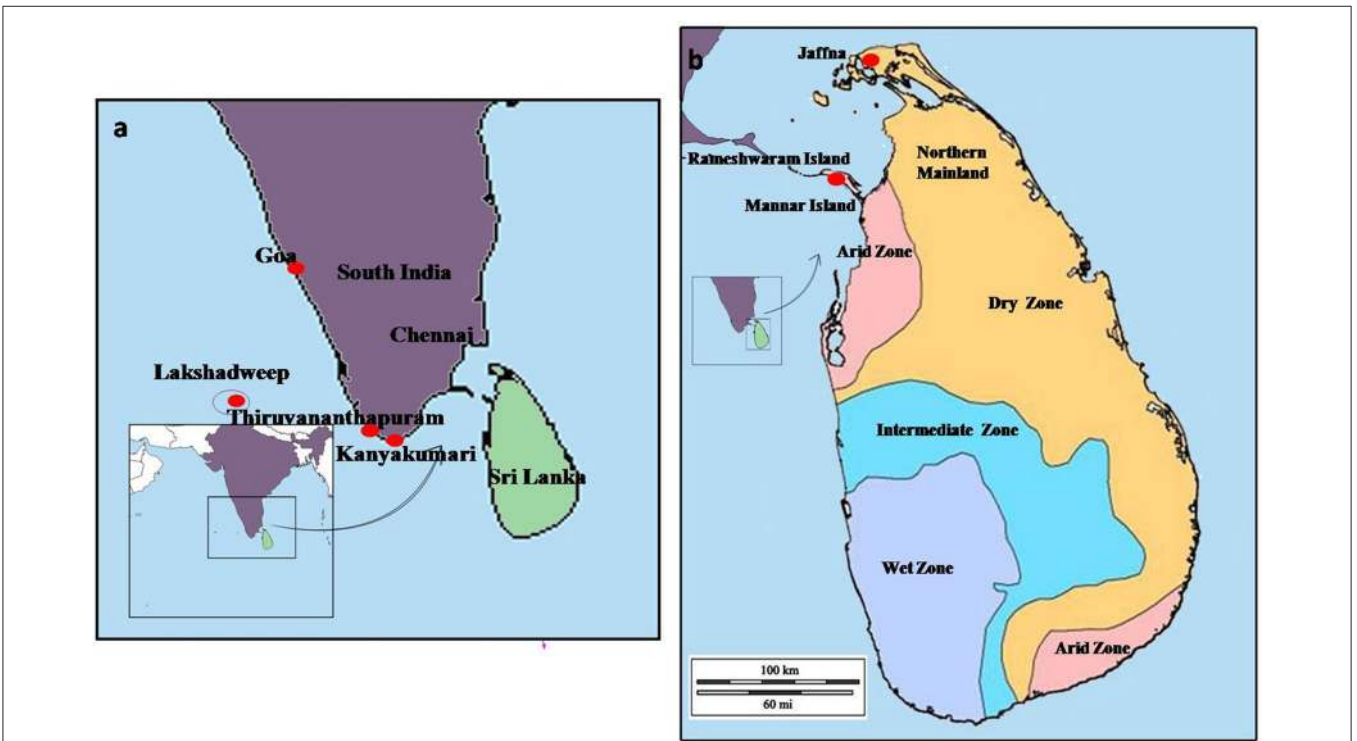 a
Goa
South India
Chennai
Lakshadweep
Thiruvananthapuram
Kanyakumari
Sri Lanka
b
Jaffna
Rameshwaram Island
Northern
Mainland
Mannar Island
Arid Zone
Dry Zone
Intermediate Zone
Wet Zone
Arid Zone
100 km
60 mi